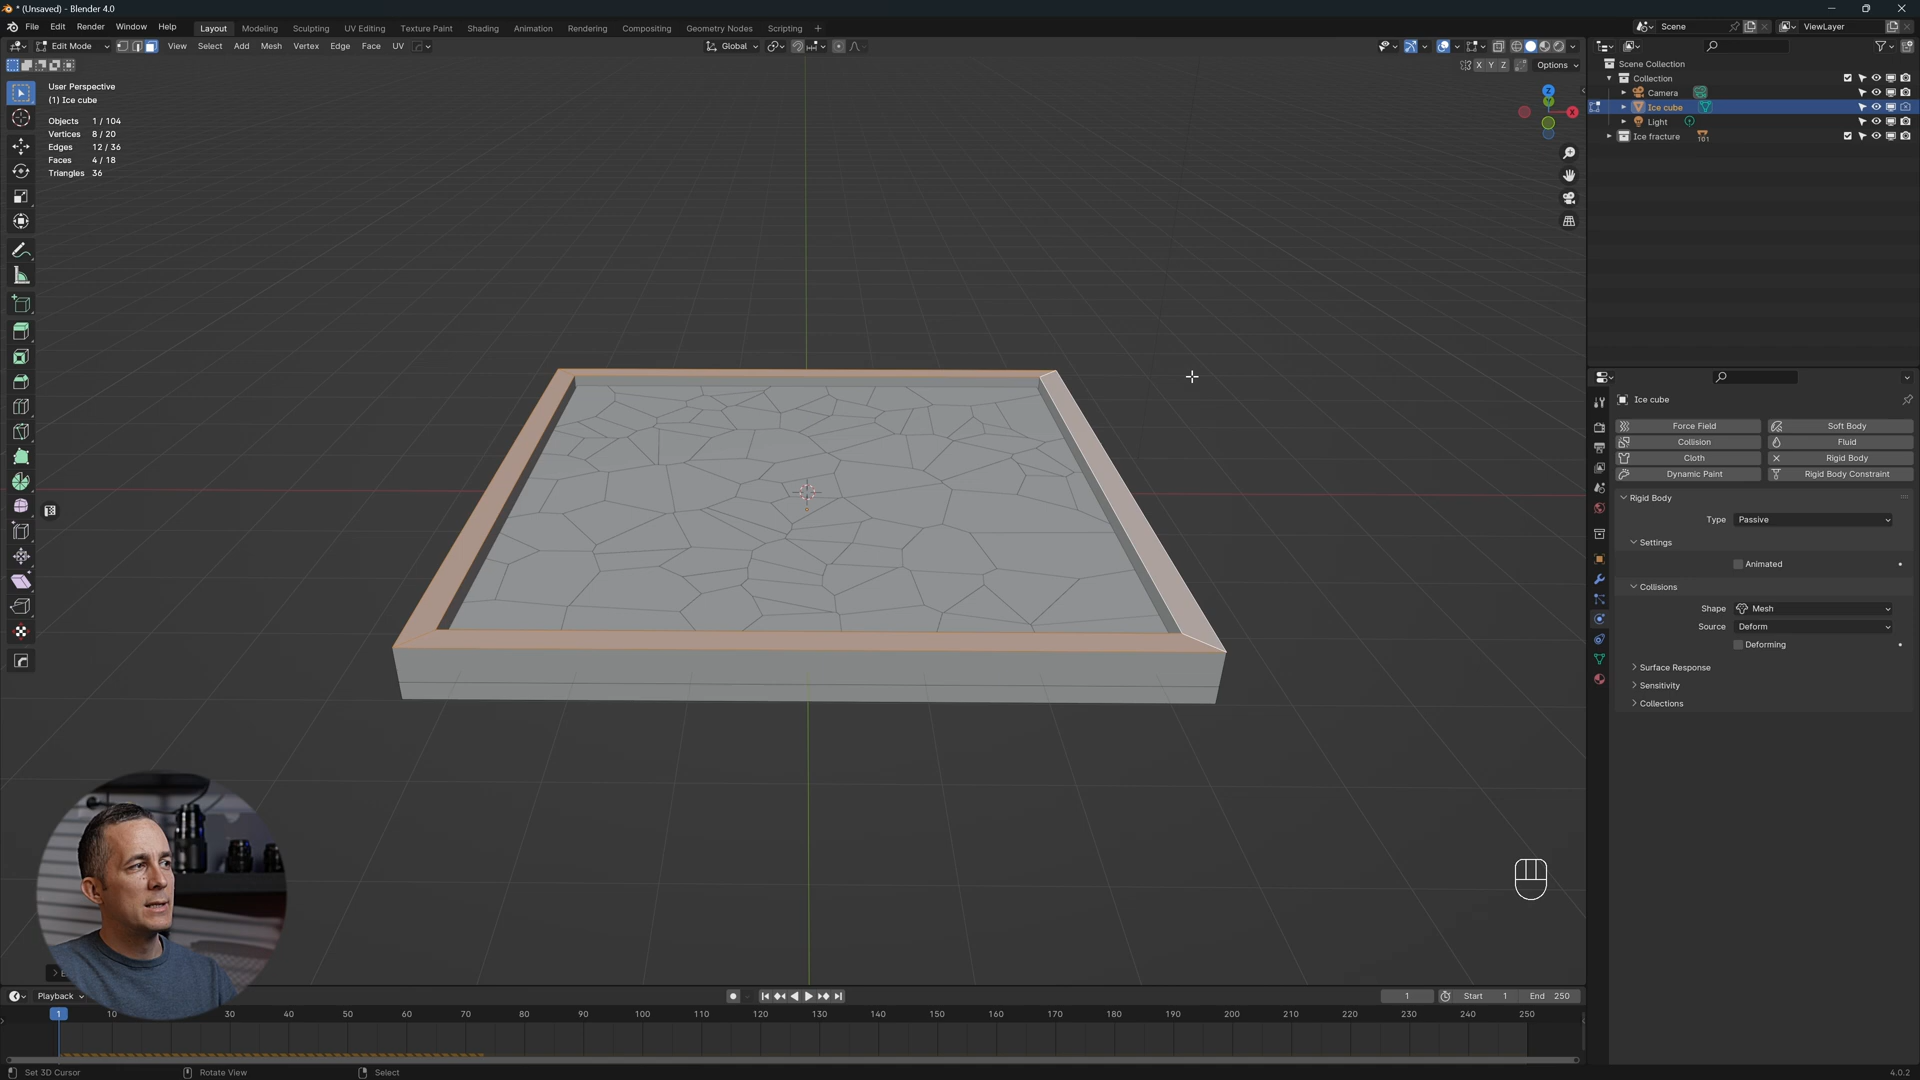 * (Unsaved) - Blender 4.0
File Edit Render Window Help
Layout Modeling Sculpting UV Editing Texture Paint Shading Animation Rendering Compositing Geometry Nodes Scripting +
Scene ViewLayer
Edit Mode View Select Add Mesh Vertex Edge Face UV Global
X Y Z Options
User Perspective
(1) Ice cube
Objects 1 / 104
Vertices 8 / 20
Edges 12 / 36
Faces 4 / 18
Triangles 36
Z
Y
X
Scene Collection
Collection
Camera
Ice cube
Light
Ice fracture 101
Ice cube
Force Field Soft Body
Collision Fluid
Cloth Rigid Body
Dynamic Paint Rigid Body Constraint
Rigid Body
Type Passive
Settings
Animated
Collisions
Shape Mesh
Source Deform
Deforming
Surface Response
Sensitivity
Collections
Playback 1 Start 1 End 250
1 10 30 40 50 60 70 80 90 100 110 120 130 140 150 160 170 180 190 200 210 220 230 240 250
Set 3D Cursor Rotate View Select 4.0.2